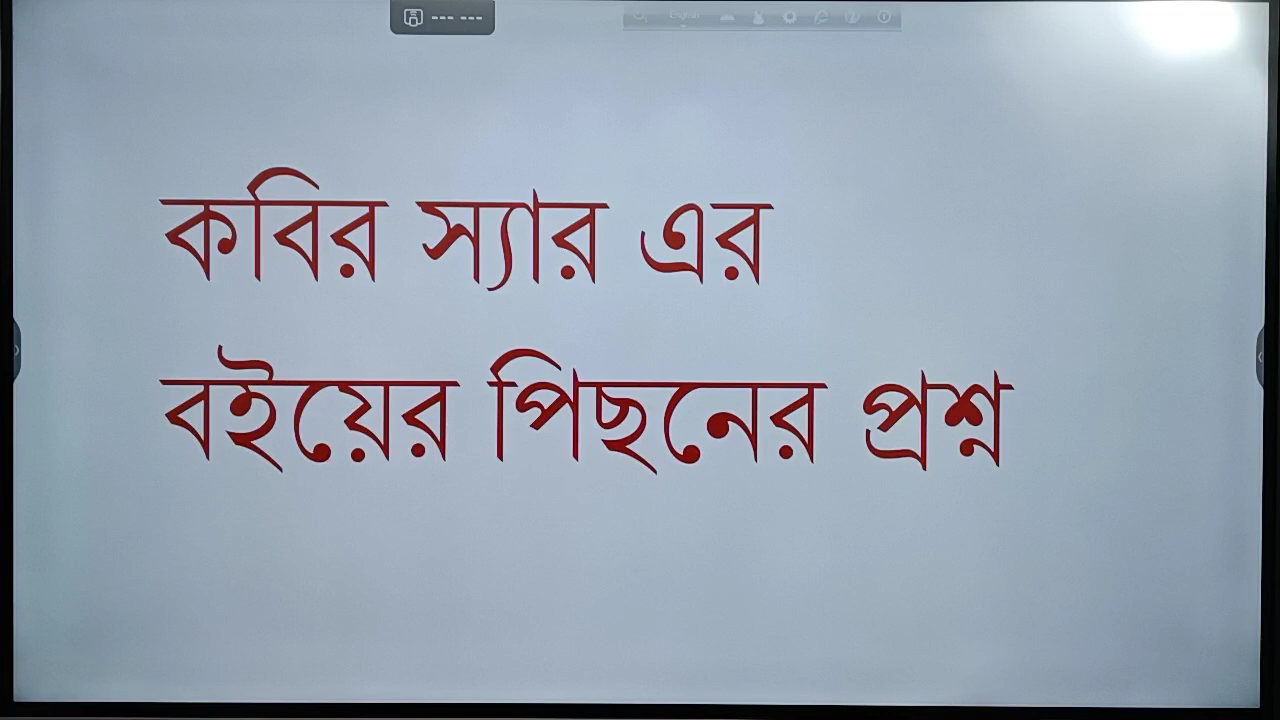 কবির স্যার এর
বইয়ের পিছনের প্রশ্ন